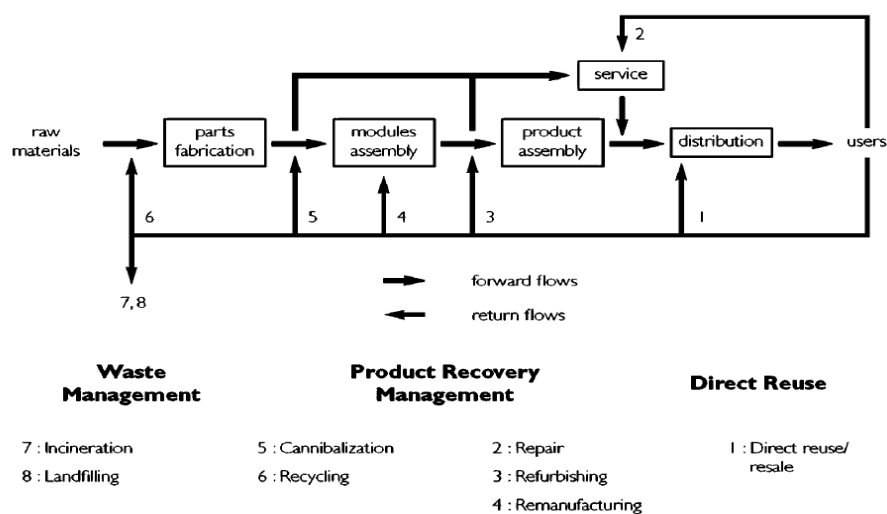 2
service
raw
materials
parts
fabrication
modules
assembly
product
assembly
distribution
users
6
5
4
3
1
7,8
forward flows
return flows
Waste
Management
Product Recovery
Management
Direct Reuse
7 : Incineration
8 : Landfilling
5 : Cannibalization
6 : Recycling
2 : Repair
3 : Refurbishing
4 : Remanufacturing
1 : Direct reuse/
resale